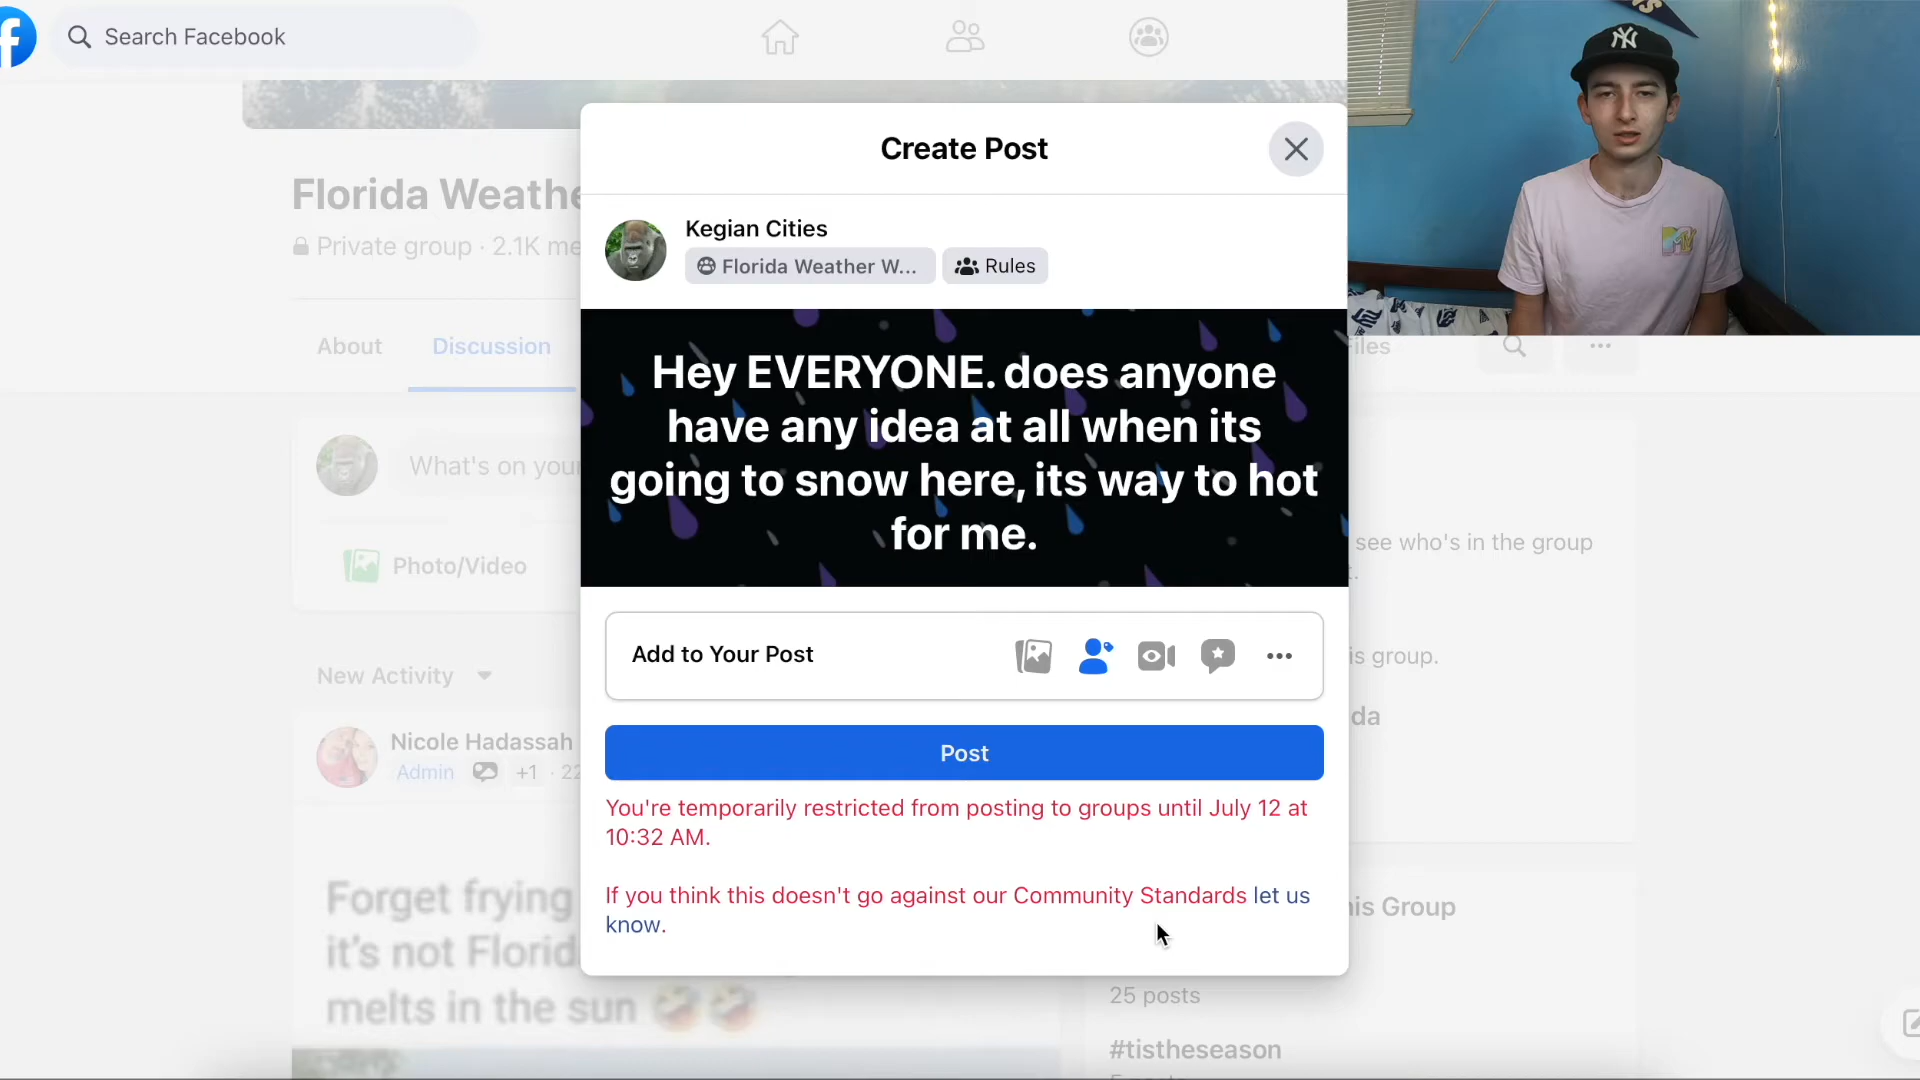 f
Search Facebook
NY
Create Post
Florida Weathe
Kegian Cities
Private group · 2.1K me
Florida Weather W...
Rules
MTV
About
Discussion
Files
Hey EVERYONE. does anyone
have any idea at all when its
going to snow here, its way to hot
for me.
What's on your
see who's in the group
Photo/Video
Add to Your Post
is group.
New Activity
da
Nicole Hadassah
Post
Admin
+1 · 22
You're temporarily restricted from posting to groups until July 12 at
10:32 AM.
Forget frying
If you think this doesn't go against our Community Standards let us
know.
his Group
it's not Florid
melts in the sun
25 posts
#tistheseason